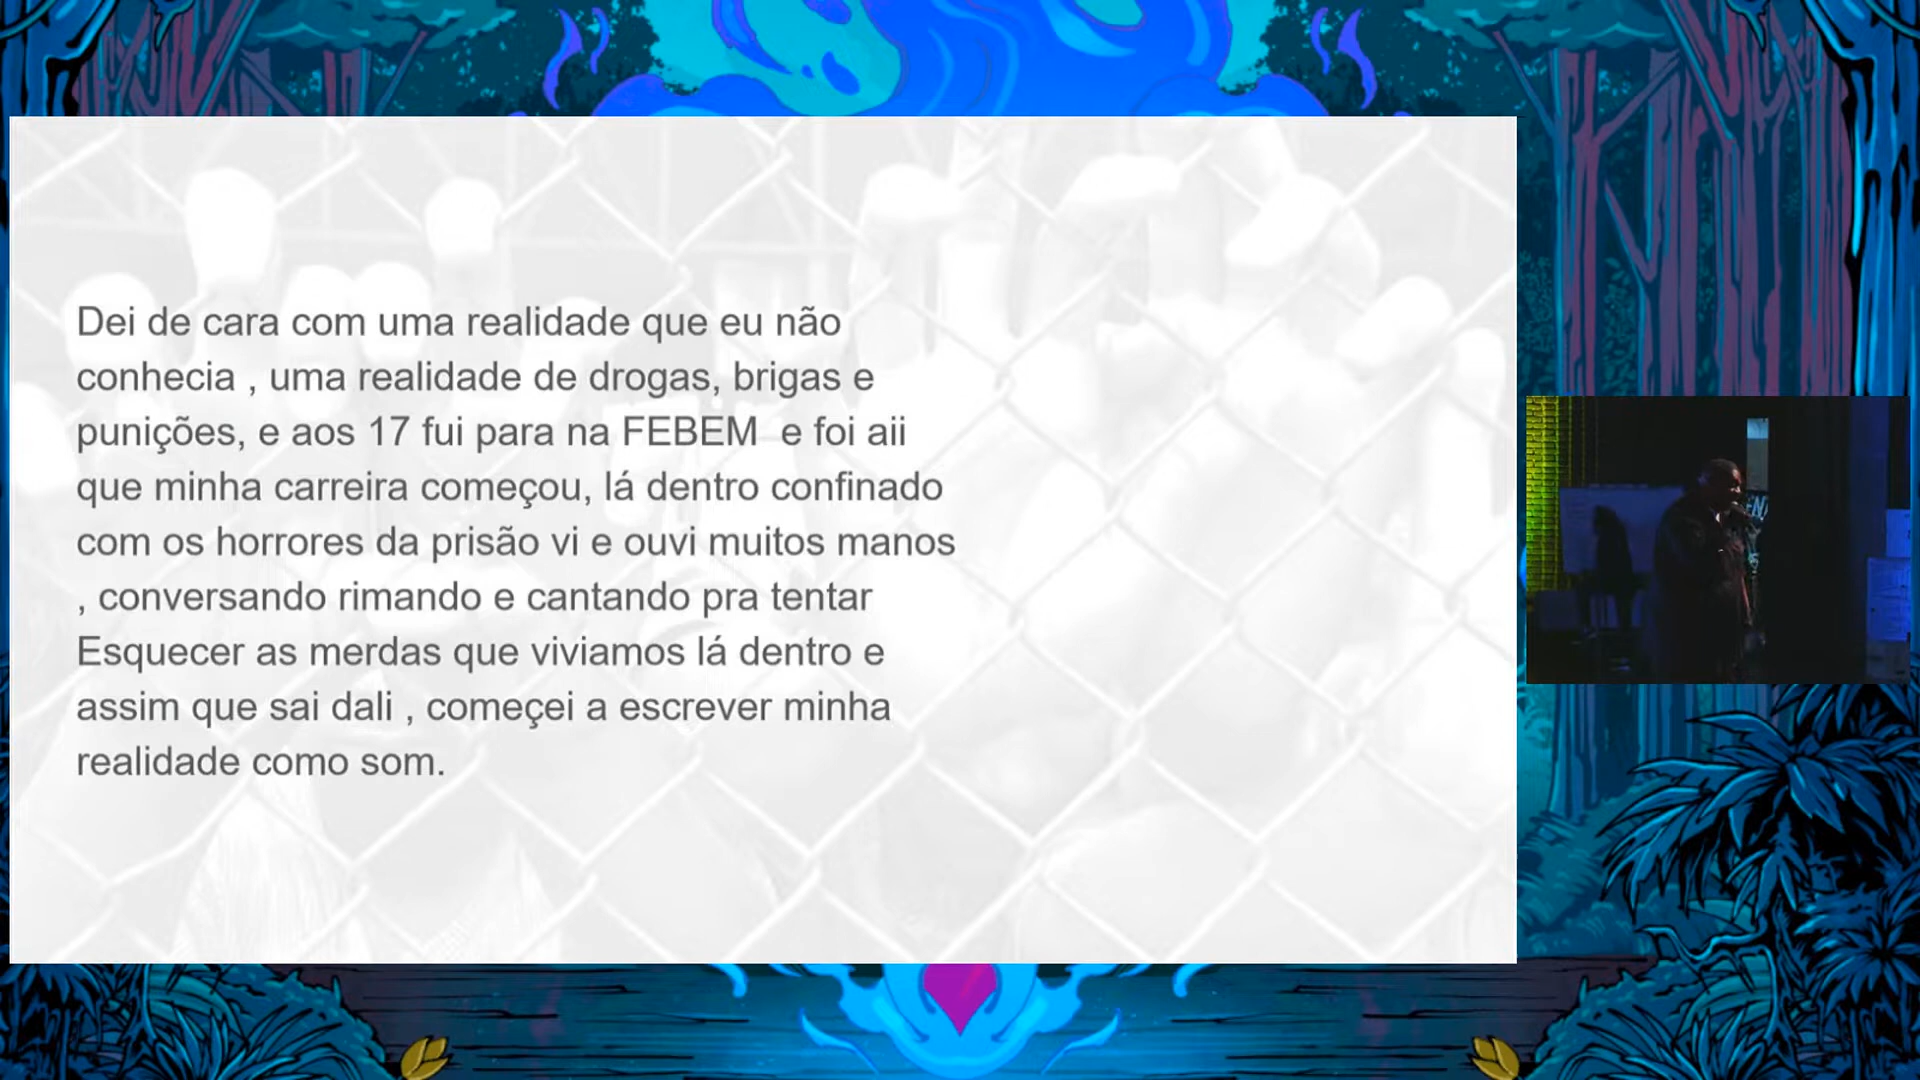 Dei de cara com uma realidade que eu não
conhecia , uma realidade de drogas, brigas e
punições, e aos 17 fui para na FEBEM  e foi aii
que minha carreira começou, lá dentro confinado
com os horrores da prisão vi e ouvi muitos manos
, conversando rimando e cantando pra tentar
Esquecer as merdas que viviamos lá dentro e
assim que sai dali , começei a escrever minha
realidade como som.